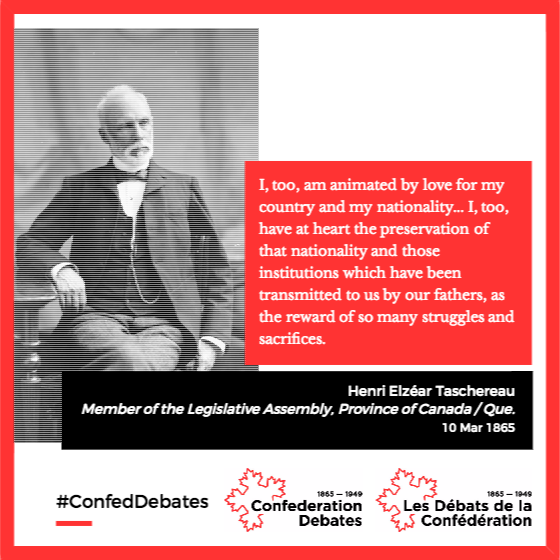 I, too, am animated by love for my
country and my nationality... I, too,
have at heart the preservation of
that nationality and those
institutions which have been
transmitted to us by our fathers, as
the reward of so many struggles and
sacrifices.
Henri Elzéar Taschereau
Member of the Legislative Assembly, Province of Canada / Que.
10 Mar 1865
#ConfedDebates
1865 — 1949
Confederation
Debates
1865 — 1949
Les Débats de la
Confédération